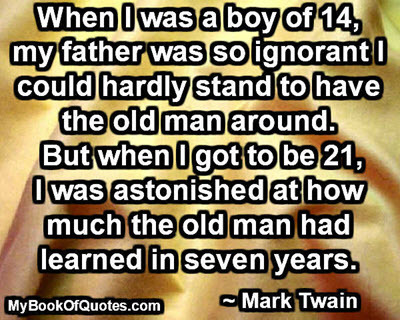 When I was a boy of 14,
my father was so ignorant I
could hardly stand to have
the old man around.
But when I got to be 21,
I was astonished at how
much the old man had
learned in seven years.
MyBookOfQuotes.com
~ Mark Twain